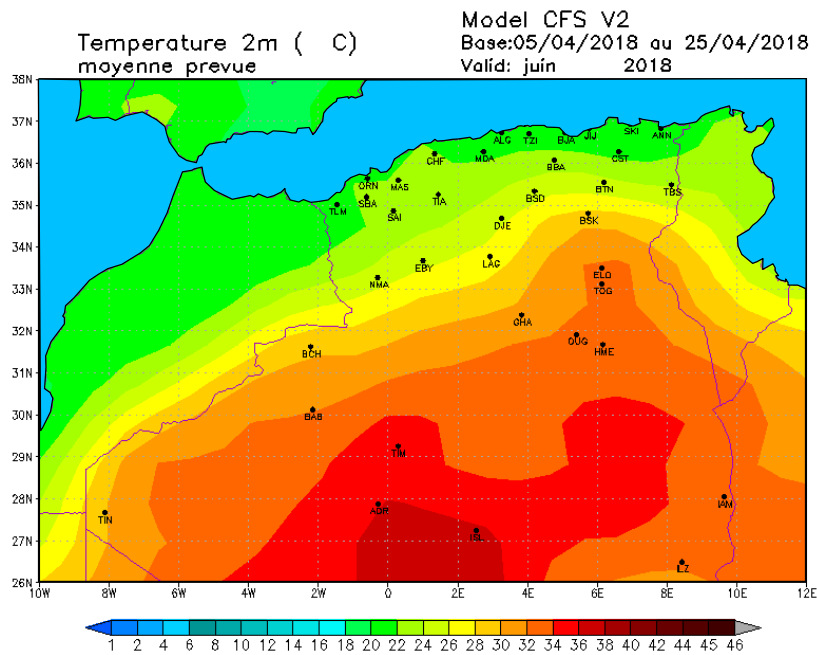 Model CFS V2
Temperature 2m ( C)
Base:05/04/2018 au 25/04/2018
moyenne prevue
Valid: juin 2018
38N
37N
36N
35N
34N
33N
32N
31N
30N
29N
28N
27N
26N
10W 8W 6W 4W 2W 0 2E 4E 6E 8E 10E 12E
ALG TZI BJA JIJ SKI ANN
CHF MDA BBA CST
ORN MAS SBA TIA BSD BTN TBS
TLM SAI DJE BSK
NMA EBY LAG ELO TOG
GHA OUG HME
BCH
BAB
TIM
TIN ADR ISL IAM
ILZ
1 2 4 6 8 10 12 14 16 18 20 22 24 26 28 30 32 34 36 38 40 42 44 45 46